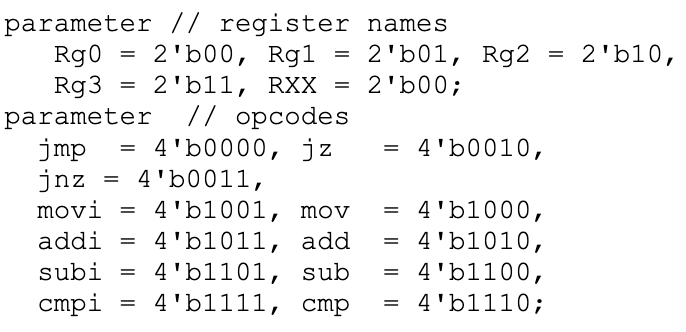 parameter // register names
Rg0 = 2'b00, Rg1 = 2'b01, Rg2 = 2'b10,
Rg3 = 2'b11, RXX = 2'b00;
parameter // opcodes
jmp = 4'b0000, jz = 4'b0010,
jnz = 4'b0011,
movi = 4'b1001, mov = 4'b1000,
addi = 4'b1011, add = 4'b1010,
subi = 4'b1101, sub = 4'b1100,
cmpi = 4'b1111, cmp = 4'b1110;